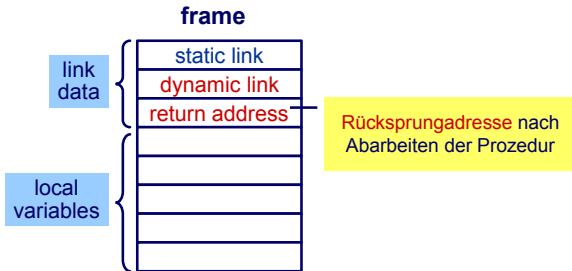 frame
link
data
static link
dynamic link
return address
Rücksprungadresse nach
Abarbeiten der Prozedur
local
variables